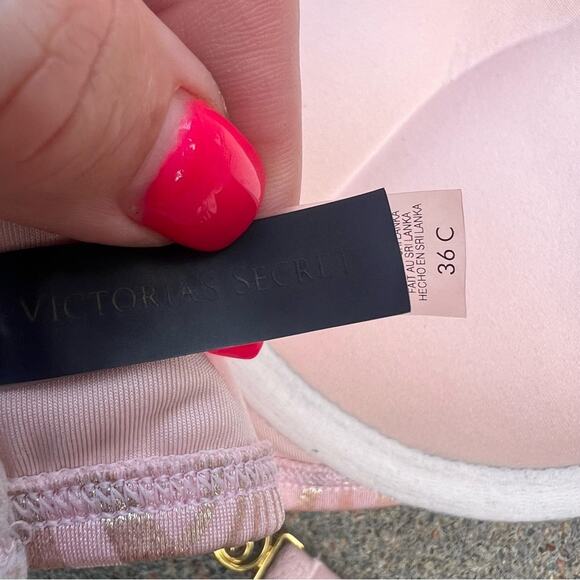 VICTORIA'S SECRET
SRI LANKA
FAIT AU SRI LANKA
HECHO EN SRI LANKA
36 C